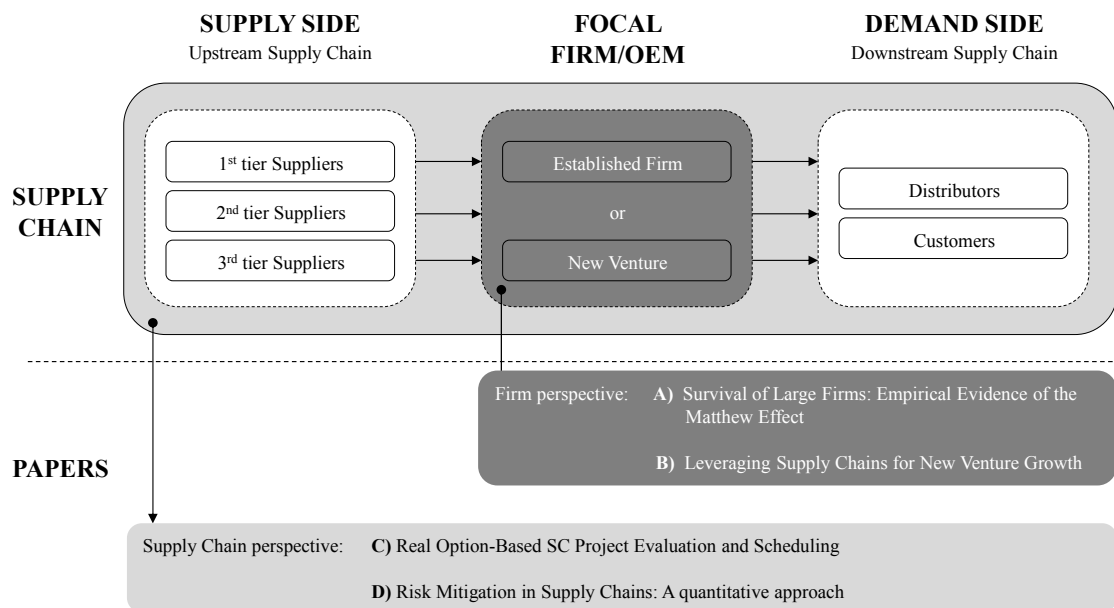 SUPPLY SIDE
Upstream Supply Chain
FOCAL
FIRM/OEM
DEMAND SIDE
Downstream Supply Chain
SUPPLY
CHAIN
1st tier Suppliers
2nd tier Suppliers
3rd tier Suppliers
Established Firm
or
New Venture
Distributors
Customers
PAPERS
Firm perspective: A) Survival of Large Firms: Empirical Evidence of the
Matthew Effect
B) Leveraging Supply Chains for New Venture Growth
Supply Chain perspective: C) Real Option-Based SC Project Evaluation and Scheduling
D) Risk Mitigation in Supply Chains: A quantitative approach